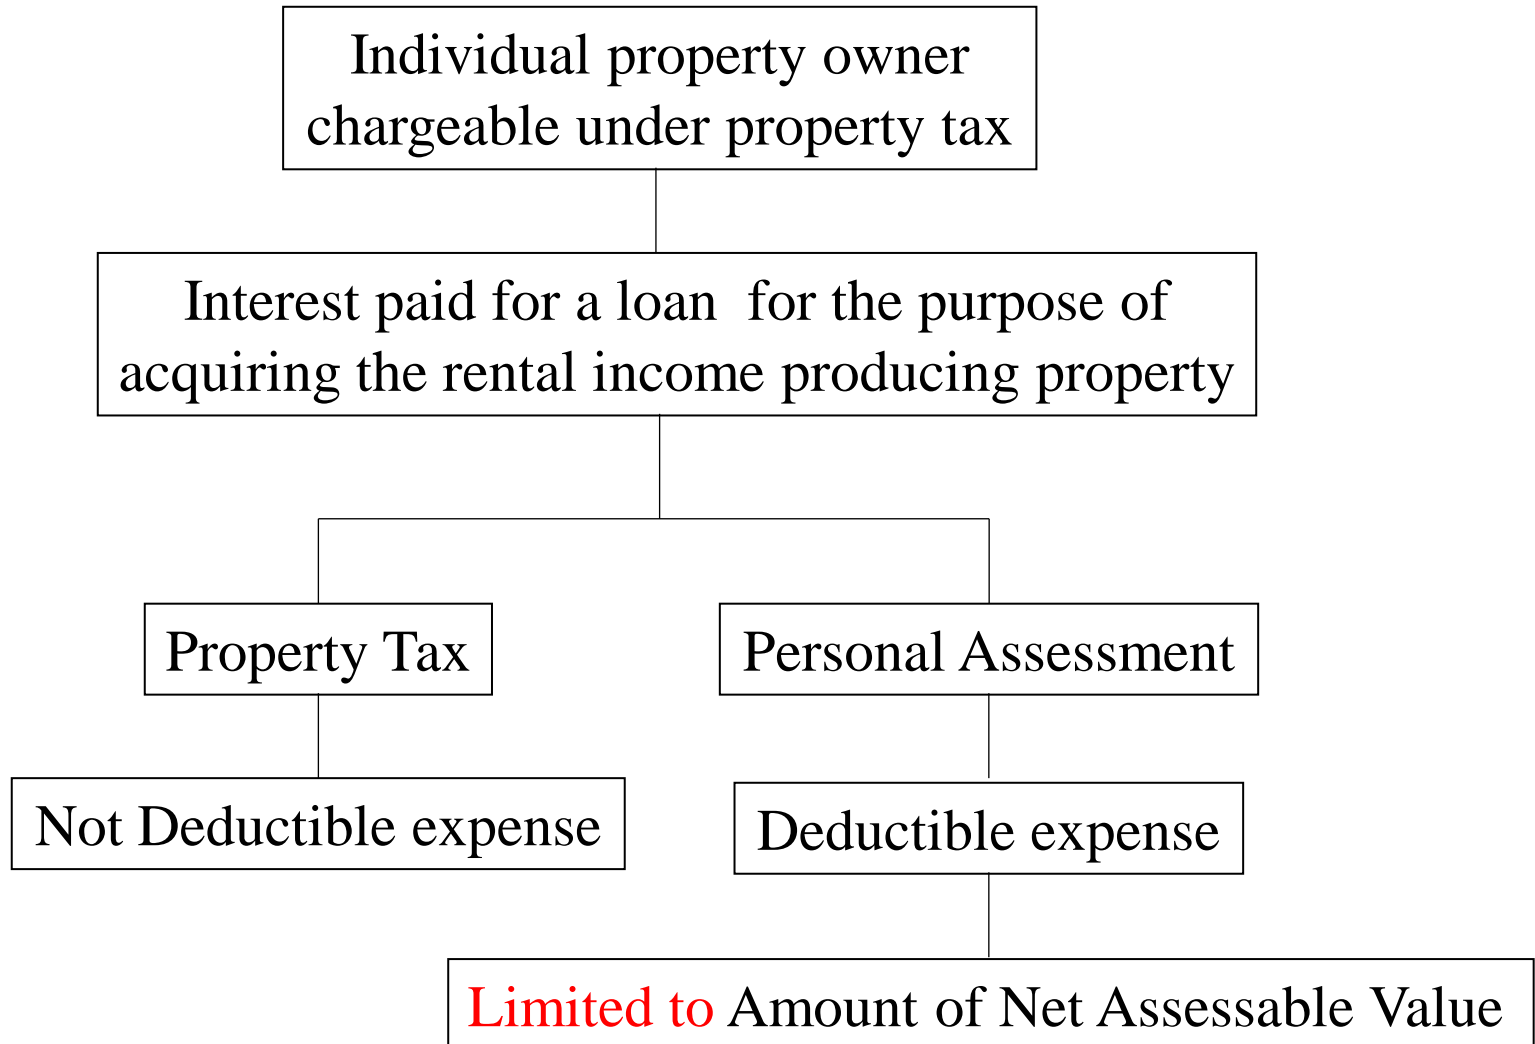 Individual property owner
chargeable under property tax
Interest paid for a loan  for the purpose of
acquiring the rental income producing property
Property Tax
Personal Assessment
Not Deductible expense
Deductible expense
Limited to Amount of Net Assessable Value